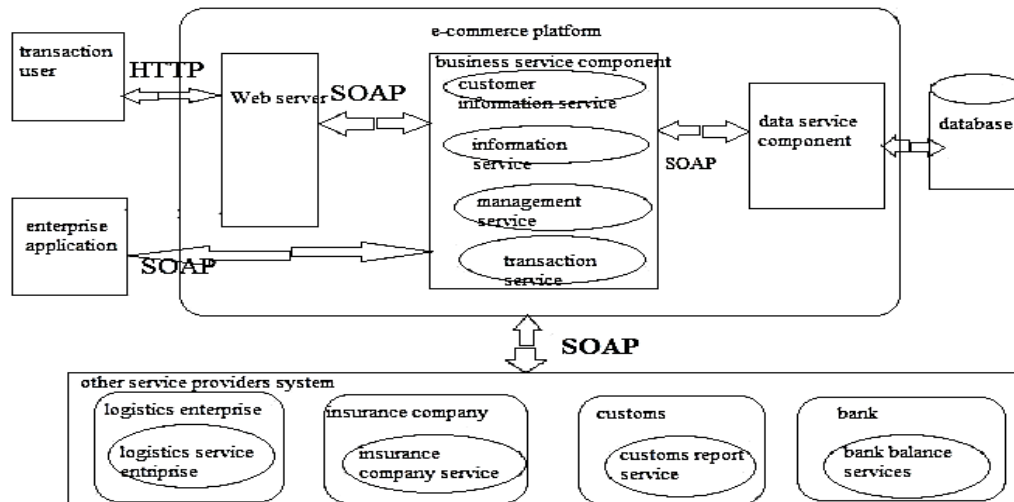 e-commerce platform
transaction
user
HTTP
Web server
SOAP
business service component
customer
information service
information
service
management
service
transaction
service
SOAP
data service
component
database
enterprise
application
SOAP
SOAP
other service providers system
logistics enterprise
logistics service
entriprise
insurance company
insurance
company service
customs
customs report
service
bank
bank balance
services